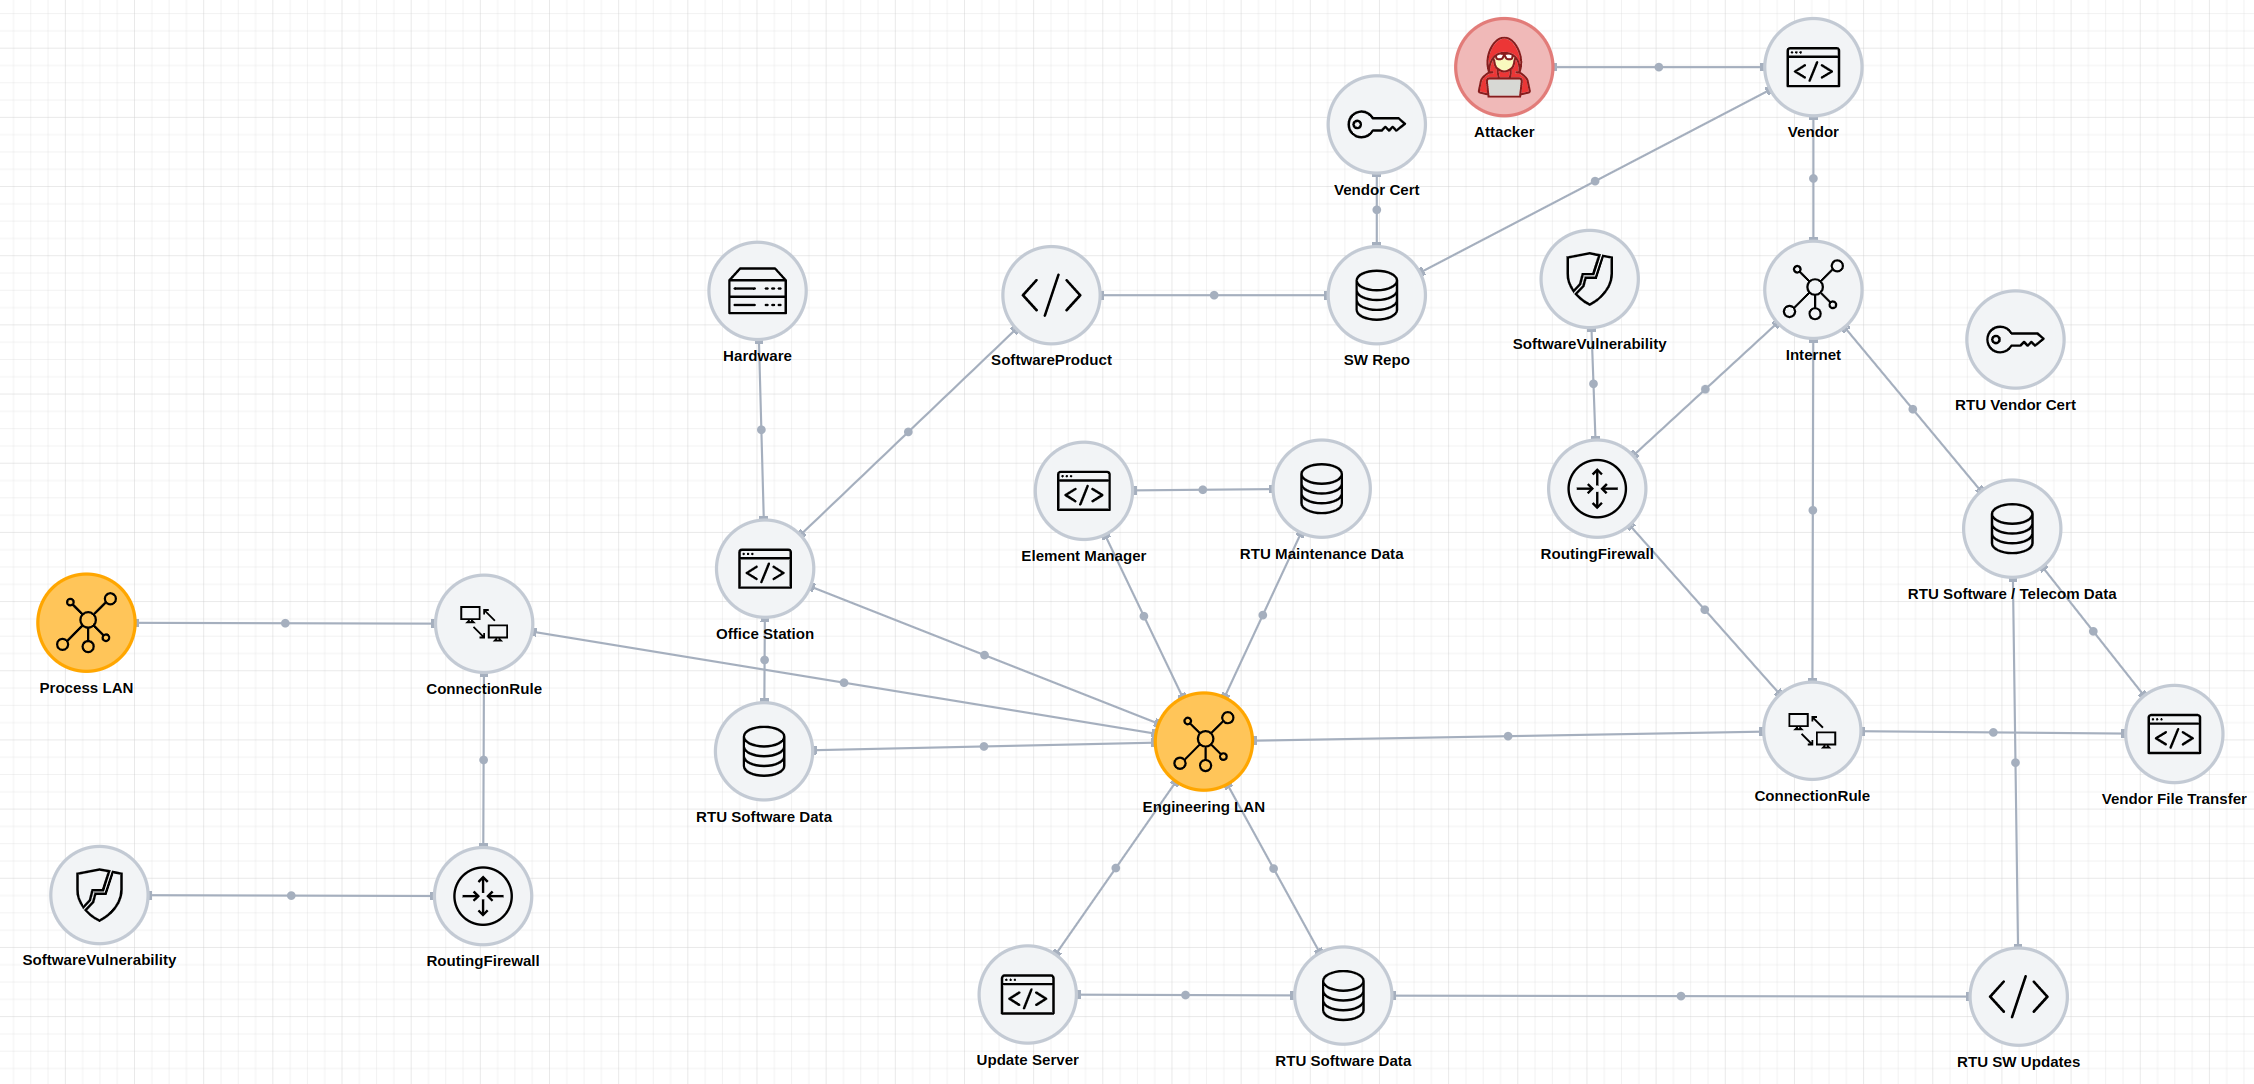 Attacker
Vendor
Vendor Cert
Hardware
SoftwareProduct
SW Repo
SoftwareVulnerability
Internet
RTU Vendor Cert
Element Manager
RTU Maintenance Data
RoutingFirewall
RTU Software / Telecom Data
Office Station
Process LAN
ConnectionRule
RTU Software Data
Engineering LAN
ConnectionRule
Vendor File Transfer
SoftwareVulnerability
RoutingFirewall
Update Server
RTU Software Data
RTU SW Updates